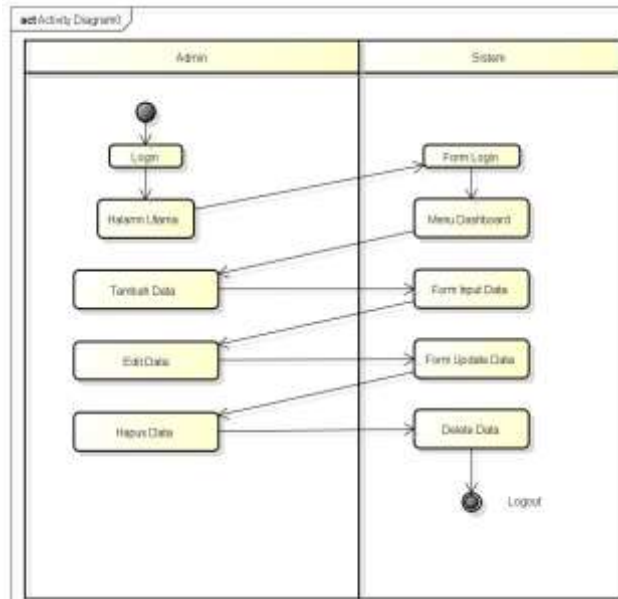 act Activity Diagram0
Admin
Sistem
Login
Form Login
Halamn Utama
Menu Dashboard
Tambah Data
Form Input Data
Edit Data
Form Update Data
Hapus Data
Delete Data
Logout